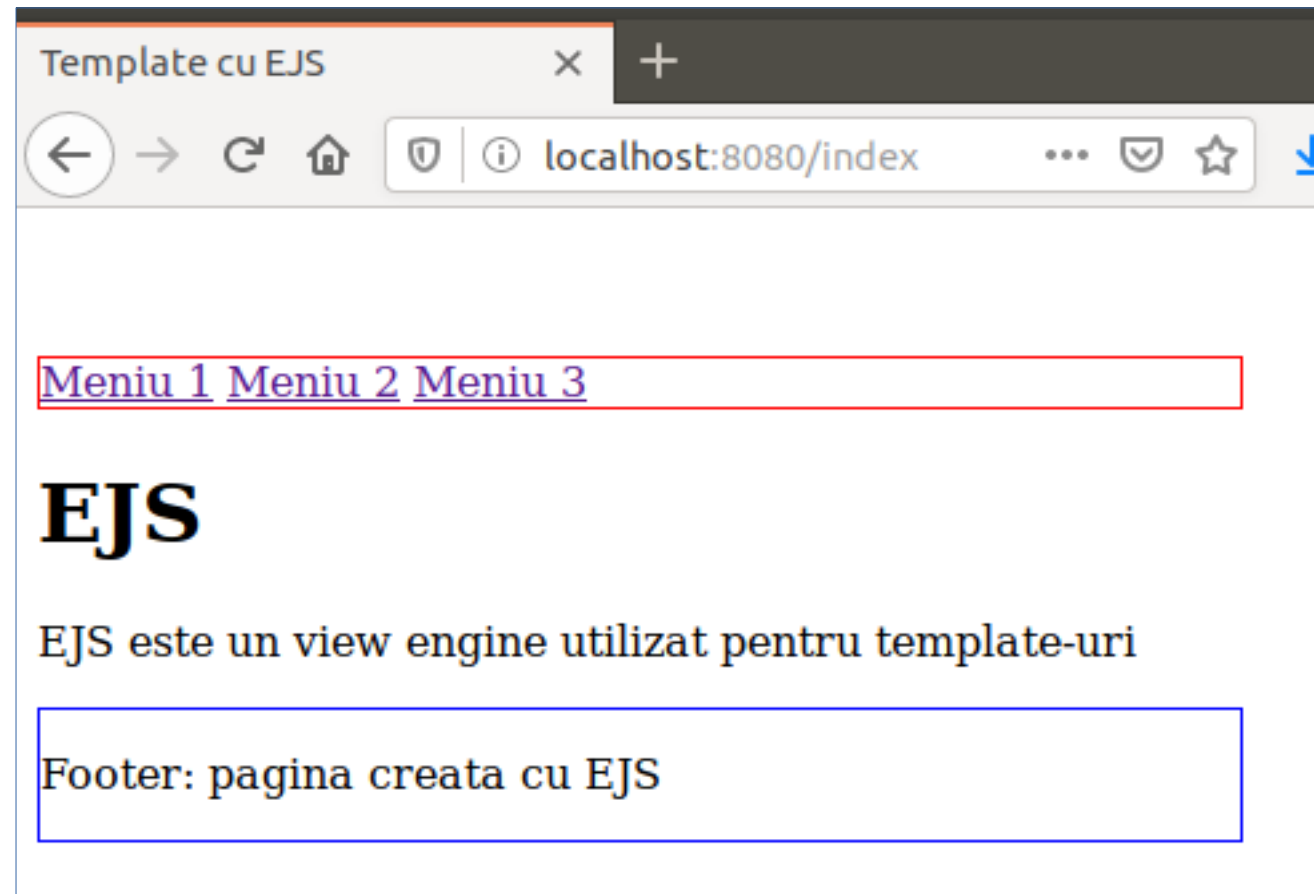 Template cu EJS
localhost:8080/index
Meniu 1 Meniu 2 Meniu 3
EJS
EJS este un view engine utilizat pentru template-uri
Footer: pagina creata cu EJS